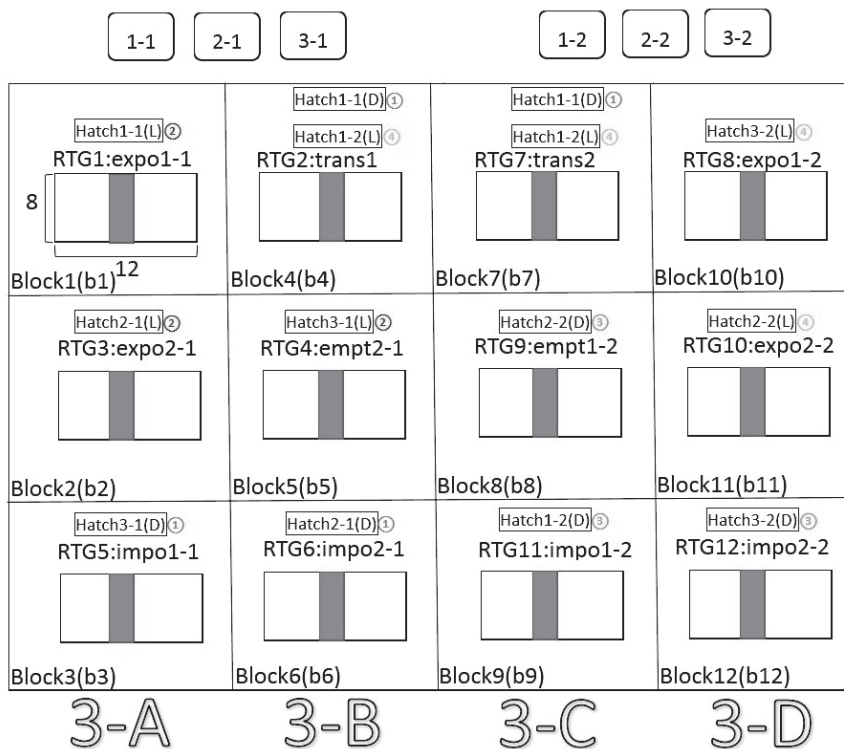 1-1 2-1 3-1 1-2 2-2 3-2
Hatch1-1(D)① Hatch1-1(D)①
Hatch1-1(L)② Hatch1-2(L)④ Hatch1-2(L)④ Hatch3-2(L)④
RTG1:expo1-1 RTG2:trans1 RTG7:trans2 RTG8:expo1-2
8
12
Block1(b1) Block4(b4) Block7(b7) Block10(b10)
Hatch2-1(L)② Hatch3-1(L)② Hatch2-2(D)③ Hatch2-2(L)④
RTG3:expo2-1 RTG4:empt2-1 RTG9:empt1-2 RTG10:expo2-2
Block2(b2) Block5(b5) Block8(b8) Block11(b11)
Hatch3-1(D)① Hatch2-1(D)① Hatch1-2(D)③ Hatch3-2(D)③
RTG5:impo1-1 RTG6:impo2-1 RTG11:impo1-2 RTG12:impo2-2
Block3(b3) Block6(b6) Block9(b9) Block12(b12)
3-A 3-B 3-C 3-D